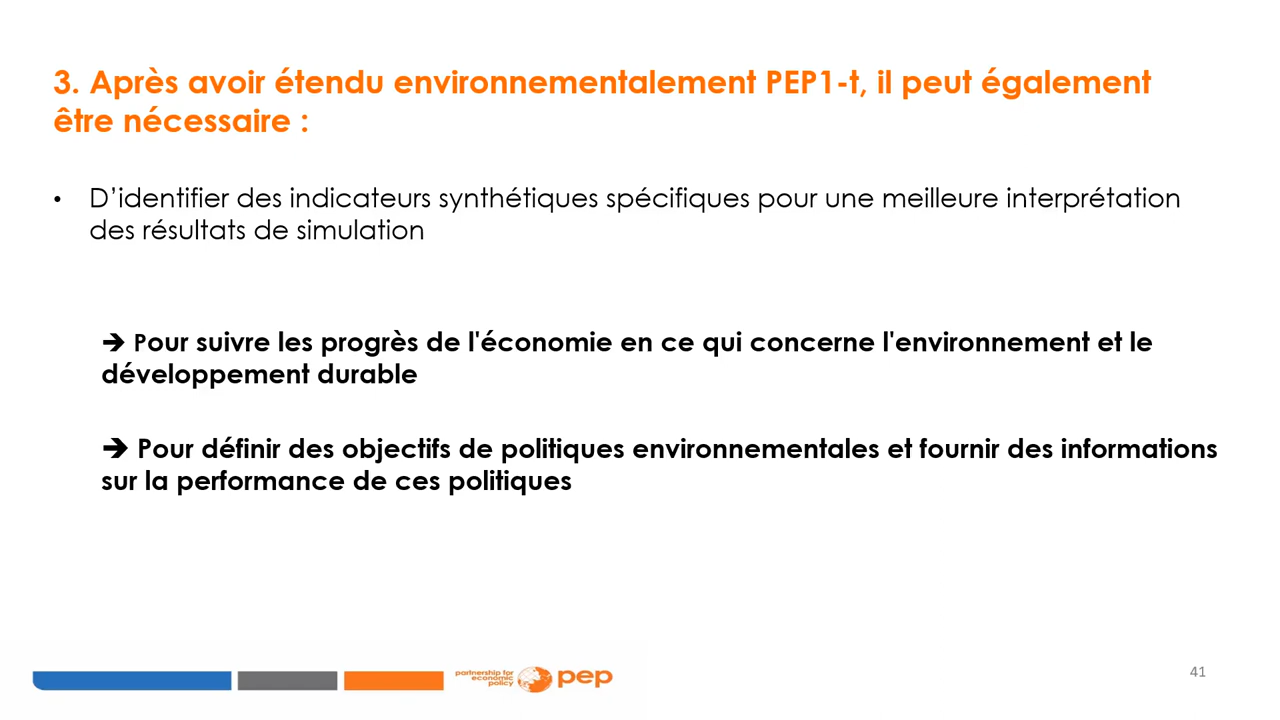 3. Après avoir étendu environnementalement PEP1-t, il peut également
être nécessaire :
• D’identifier des indicateurs synthétiques spécifiques pour une meilleure interprétation
des résultats de simulation
➔ Pour suivre les progrès de l'économie en ce qui concerne l'environnement et le
développement durable
➔ Pour définir des objectifs de politiques environnementales et fournir des informations
sur la performance de ces politiques
partnership for
economic
policy
pep
41